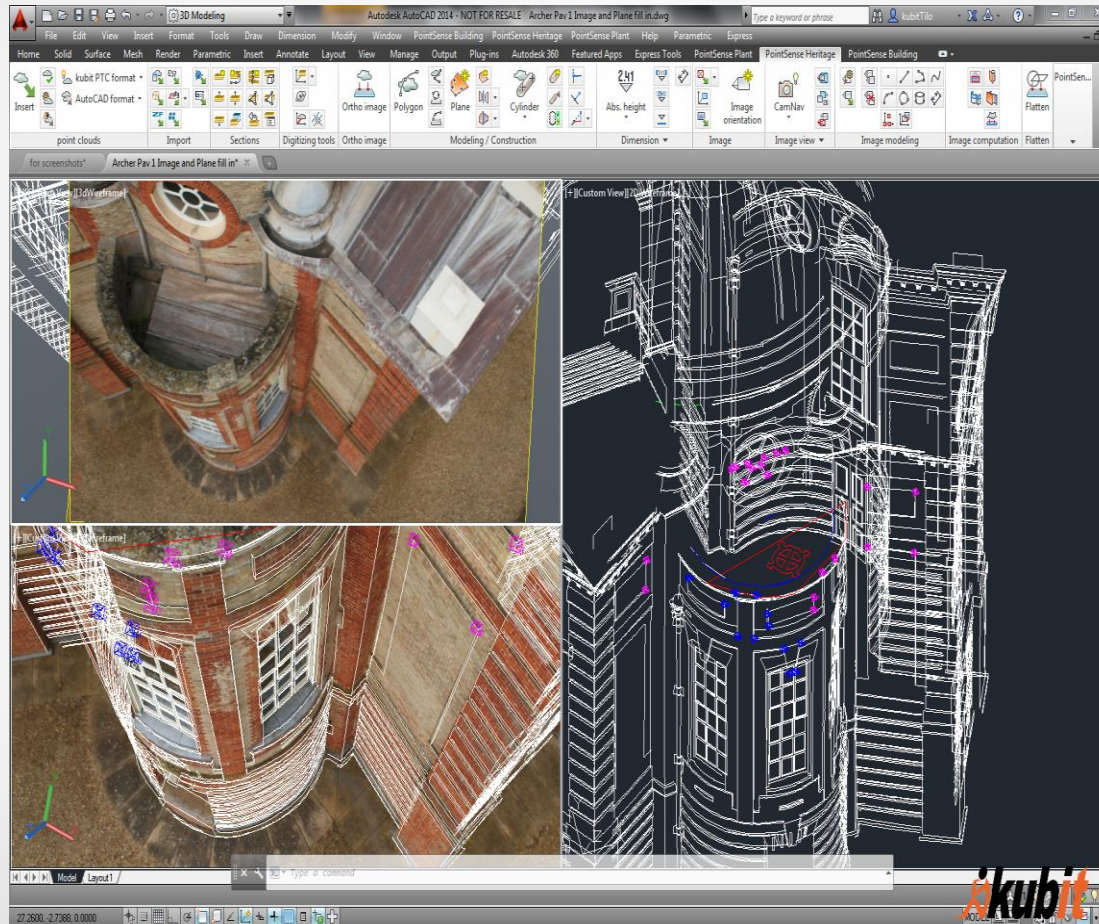 3D Modeling
Autodesk AutoCAD 2014 - NOT FOR RESALE Archer Pav 1 Image and Plane fill in.dwg
Type a keyword or phrase
kubitTilo
File Edit View Insert Format Tools Draw Dimension Modify Window PointSense Building PointSense Heritage PointSense Plant Help Parametric Express
Home Solid Surface Mesh Render Parametric Insert Annotate Layout View Manage Output Plug-ins Autodesk 360 Featured Apps Express Tools PointSense Plant PointSense Heritage PointSense Building
kubit PTC format
AutoCAD format
Insert
Ortho image
Polygon
Plane
Cylinder
2.41
Abs. height
Image orientation
CamNav
Flatten
PointSen...
point clouds Import Sections Digitizing tools Ortho image Modeling / Construction Dimension Image Image view Image modeling Image computation Flatten
for screenshots* Archer Pav 1 Image and Plane fill in*
[+][Custom View][2D Wireframe]
Type a command
Model Layout1
27.2600, -2.7388, 0.0000
MODEL
kubit